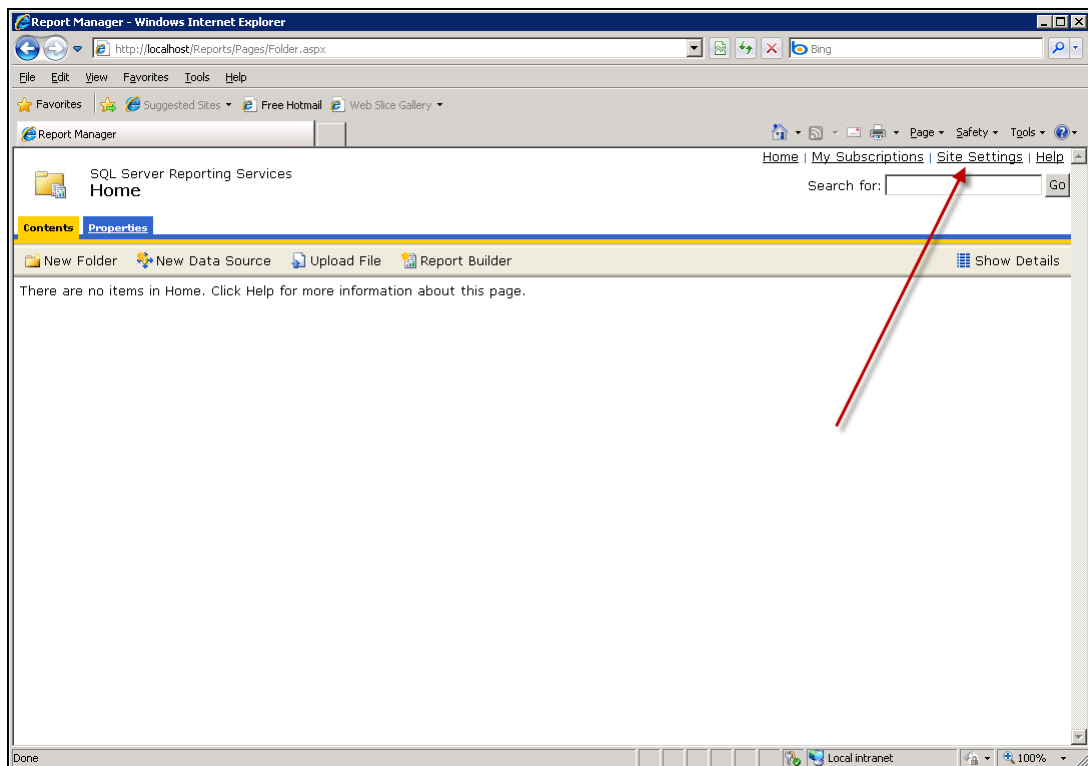 Report Manager - Windows Internet Explorer
http://localhost/Reports/Pages/Folder.aspx
Bing
File Edit View Favorites Tools Help
Favorites Suggested Sites Free Hotmail Web Slice Gallery
Report Manager
Page Safety Tools
Home | My Subscriptions | Site Settings | Help
SQL Server Reporting Services
Home
Search for: Go
Contents Properties
New Folder New Data Source Upload File Report Builder Show Details
There are no items in Home. Click Help for more information about this page.
Done Local intranet 100%